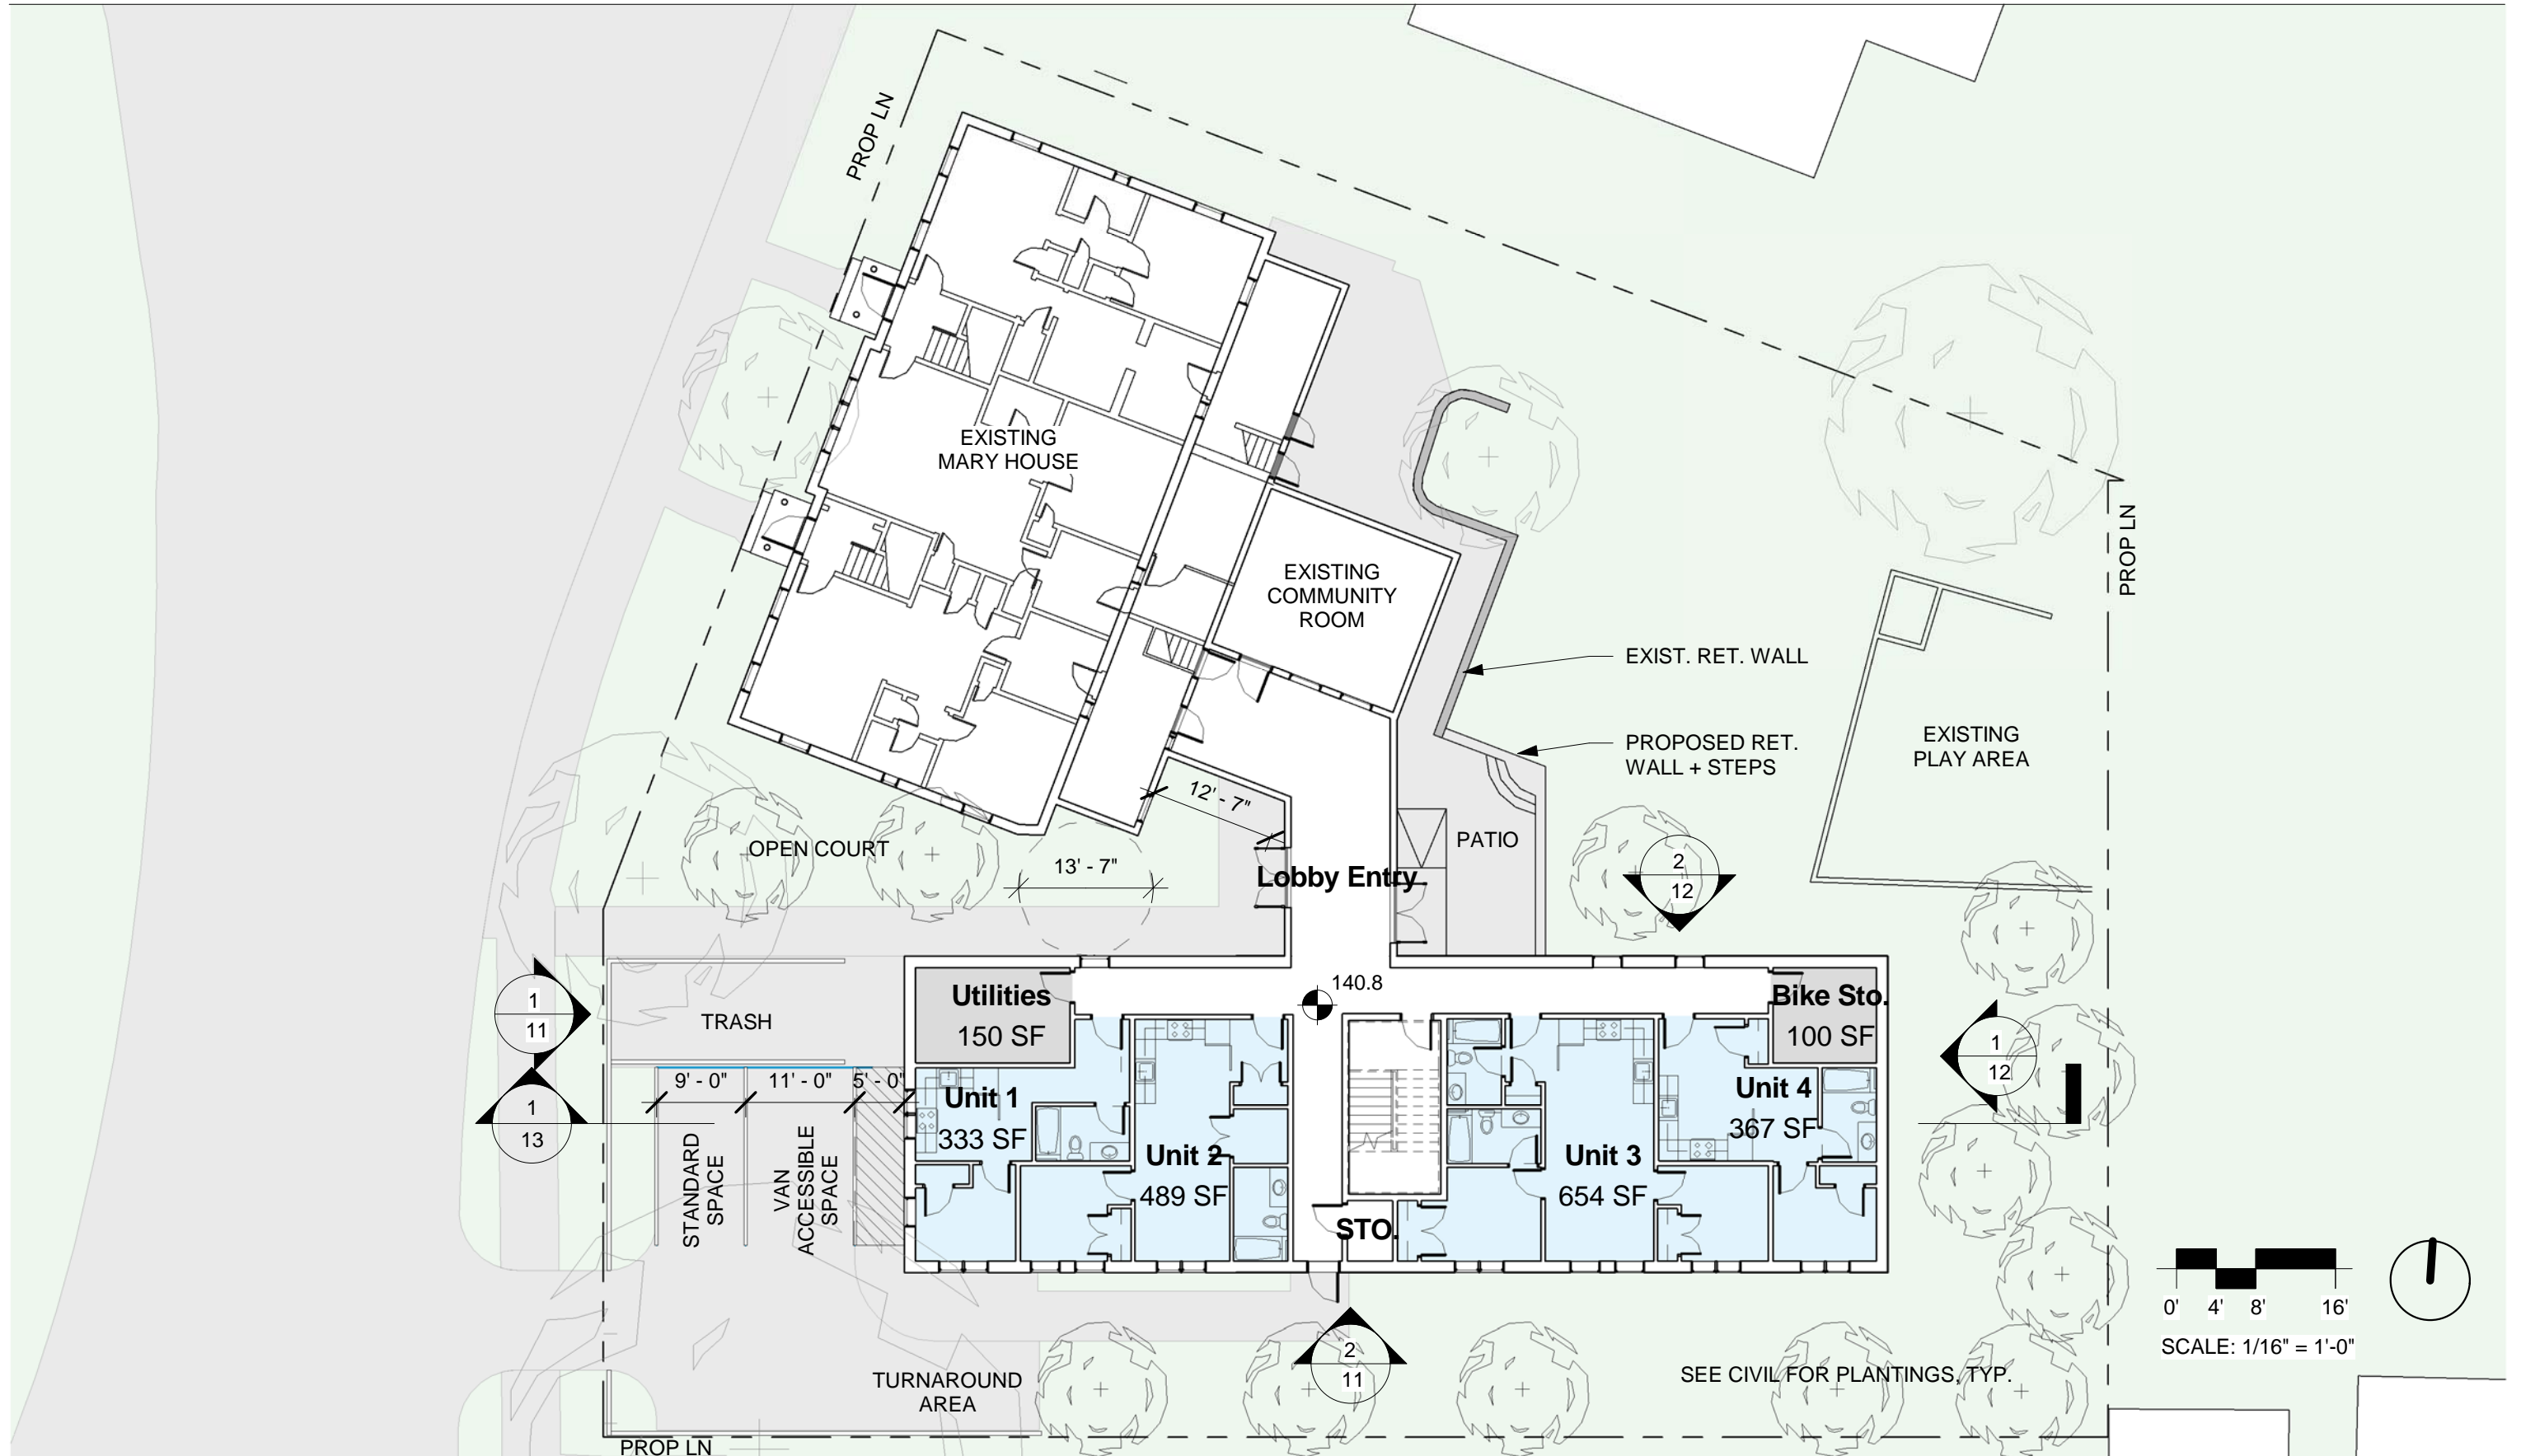 PROP LN
EXISTING
MARY HOUSE
EXISTING
COMMUNITY
ROOM
PROP LN
EXIST. RET. WALL
PROPOSED RET.
WALL + STEPS
EXISTING
PLAY AREA
12' - 7"
OPEN COURT
13' - 7"
Lobby Entry
PATIO
2
12
140.8
Utilities
150 SF
Bike Sto.
100 SF
1
11
TRASH
1
12
9' - 0"
11' - 0"
5' - 0"
1
13
Unit 1
333 SF
Unit 2
489 SF
Unit 3
654 SF
Unit 4
367 SF
STANDARD
SPACE
VAN
ACCESSIBLE
SPACE
STO.
0'
4'
8'
16'
SCALE: 1/16" = 1'-0"
2
11
TURNAROUND
AREA
SEE CIVIL FOR PLANTINGS, TYP.
PROP LN